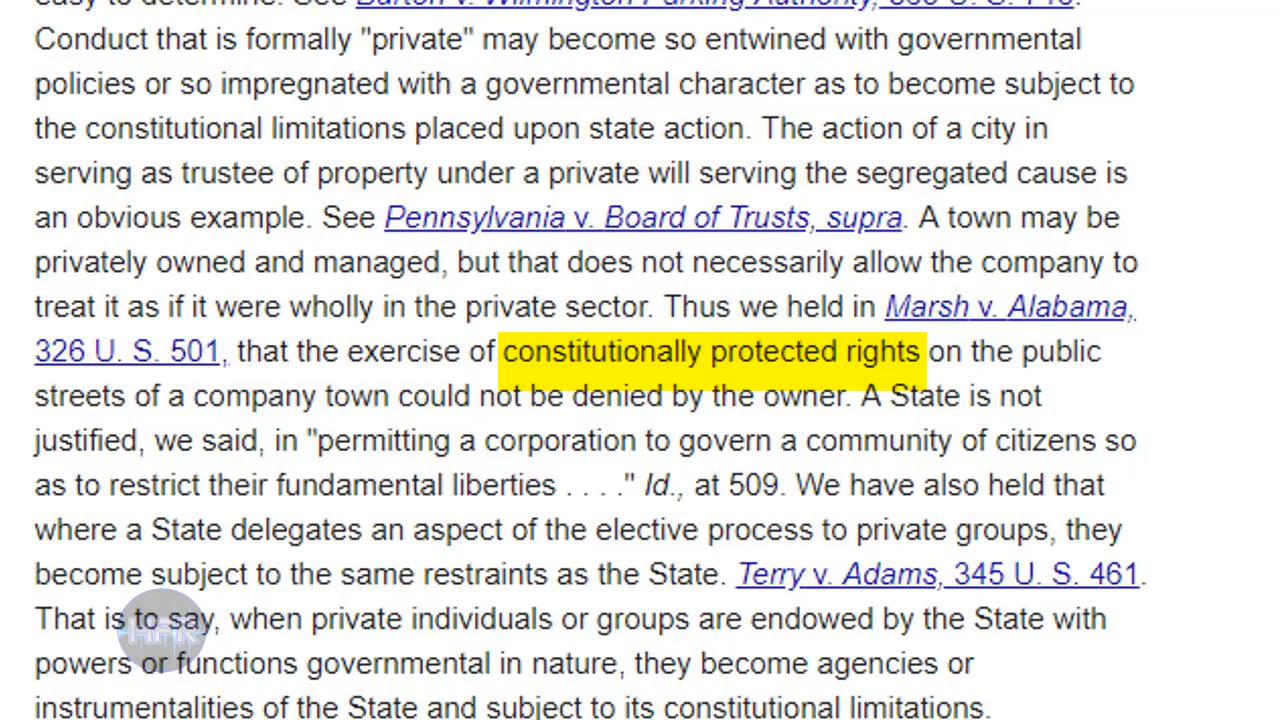 easy to determine. See Burton v. Wilmington Parking Authority, 365 U. S. 715.
Conduct that is formally "private" may become so entwined with governmental
policies or so impregnated with a governmental character as to become subject to
the constitutional limitations placed upon state action. The action of a city in
serving as trustee of property under a private will serving the segregated cause is
an obvious example. See Pennsylvania v. Board of Trusts, supra. A town may be
privately owned and managed, but that does not necessarily allow the company to
treat it as if it were wholly in the private sector. Thus we held in Marsh v. Alabama,
326 U. S. 501, that the exercise of constitutionally protected rights on the public
streets of a company town could not be denied by the owner. A State is not
justified, we said, in "permitting a corporation to govern a community of citizens so
as to restrict their fundamental liberties . . . ." Id., at 509. We have also held that
where a State delegates an aspect of the elective process to private groups, they
become subject to the same restraints as the State. Terry v. Adams, 345 U. S. 461.
That is to say, when private individuals or groups are endowed by the State with
powers or functions governmental in nature, they become agencies or
instrumentalities of the State and subject to its constitutional limitations.